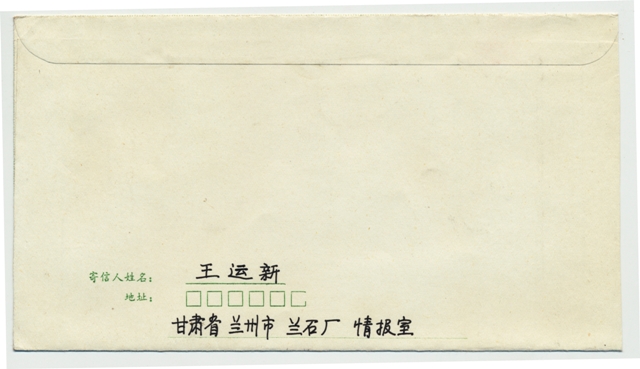 寄信人姓名： 王运新
地址： □□□□□□
甘肃省兰州市 兰石厂 情报室